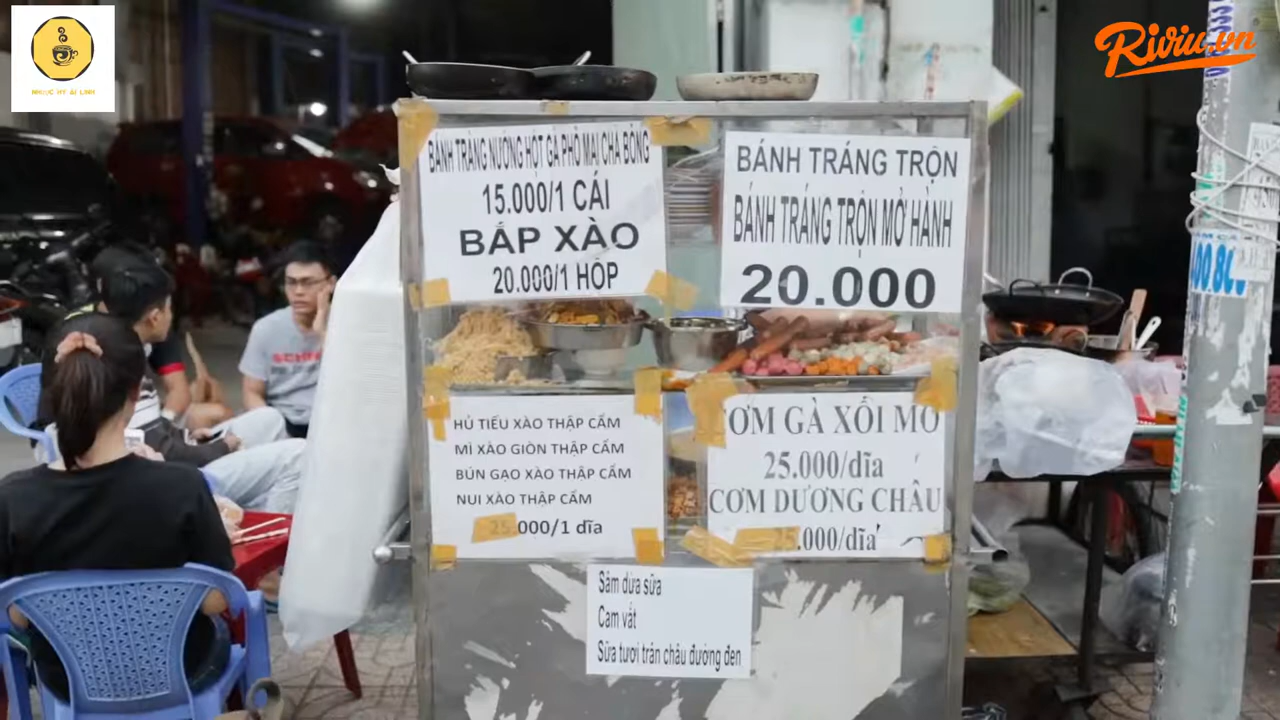 Riviu.vn
BÁNH TRÁNG NƯỚNG HỘT GÀ PHÔ MAI CHÀ BÔNG
15.000/1 CÁI
BẮP XÀO
20.000/1 HỘP
BÁNH TRÁNG TRỘN
BÁNH TRÁNG TRỘN MỠ HÀNH
20.000
HỦ TIẾU XÀO THẬP CẨM
MÌ XÀO GIÒN THẬP CẨM
BÚN GẠO XÀO THẬP CẨM
NUI XÀO THẬP CẨM
25.000/1 dĩa
CƠM GÀ XỐI MỠ
25.000/dĩa
CƠM DƯƠNG CHÂU
.000/dĩa
Sâm dứa sữa
Cam vắt
Sữa tươi trân châu đường đen